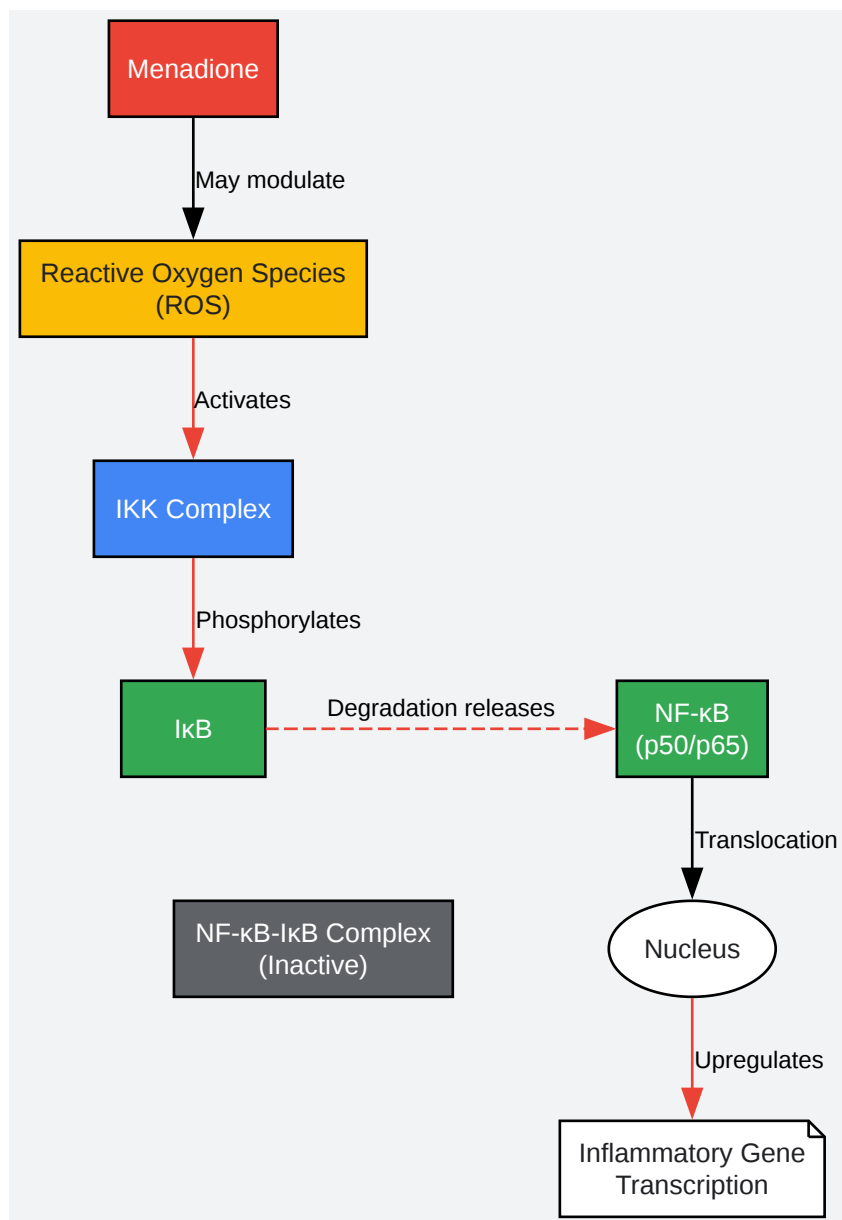 Menadione
May modulate
Reactive Oxygen Species
(ROS)
Activates
IKK Complex
Phosphorylates
IκB
Degradation releases
NF-κB
(p50/p65)
Translocation
NF-κB-IκB Complex
(Inactive)
Nucleus
Upregulates
Inflammatory Gene
Transcription